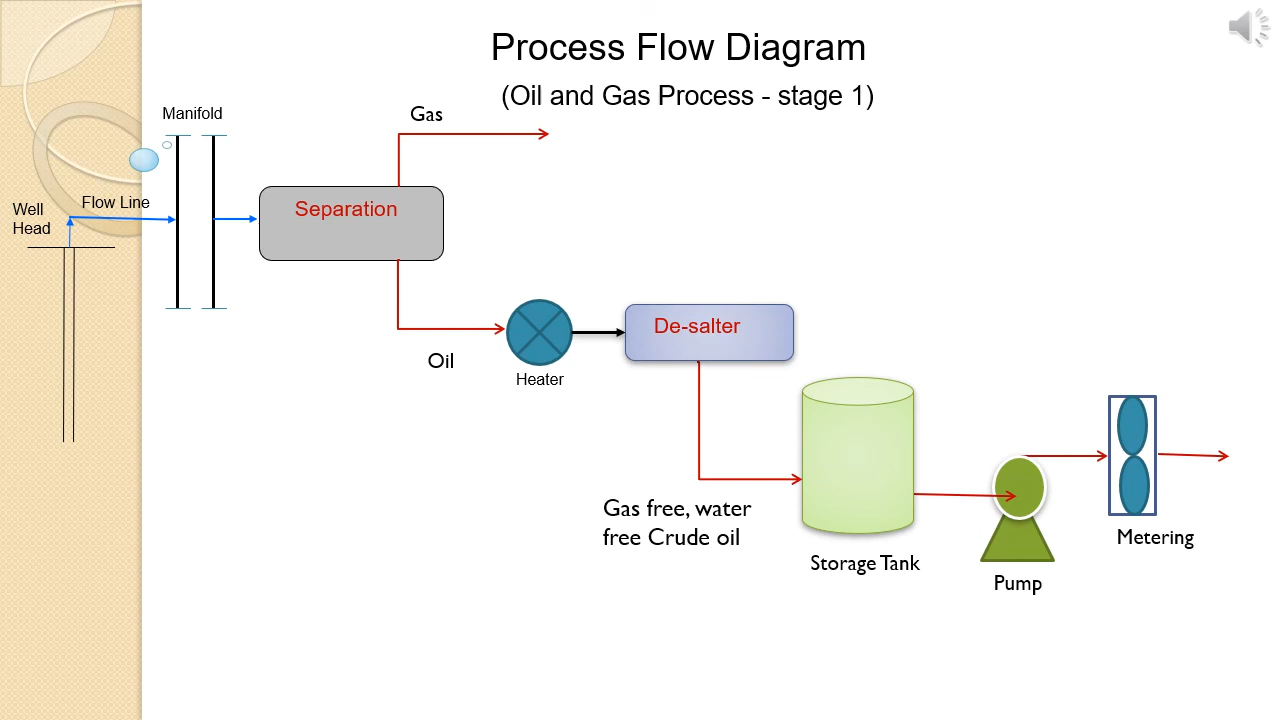 Process Flow Diagram
(Oil and Gas Process - stage 1)
Manifold
Gas
Flow Line
Well
Head
Separation
De-salter
Oil
Heater
Gas free, water
free Crude oil
Storage Tank
Pump
Metering